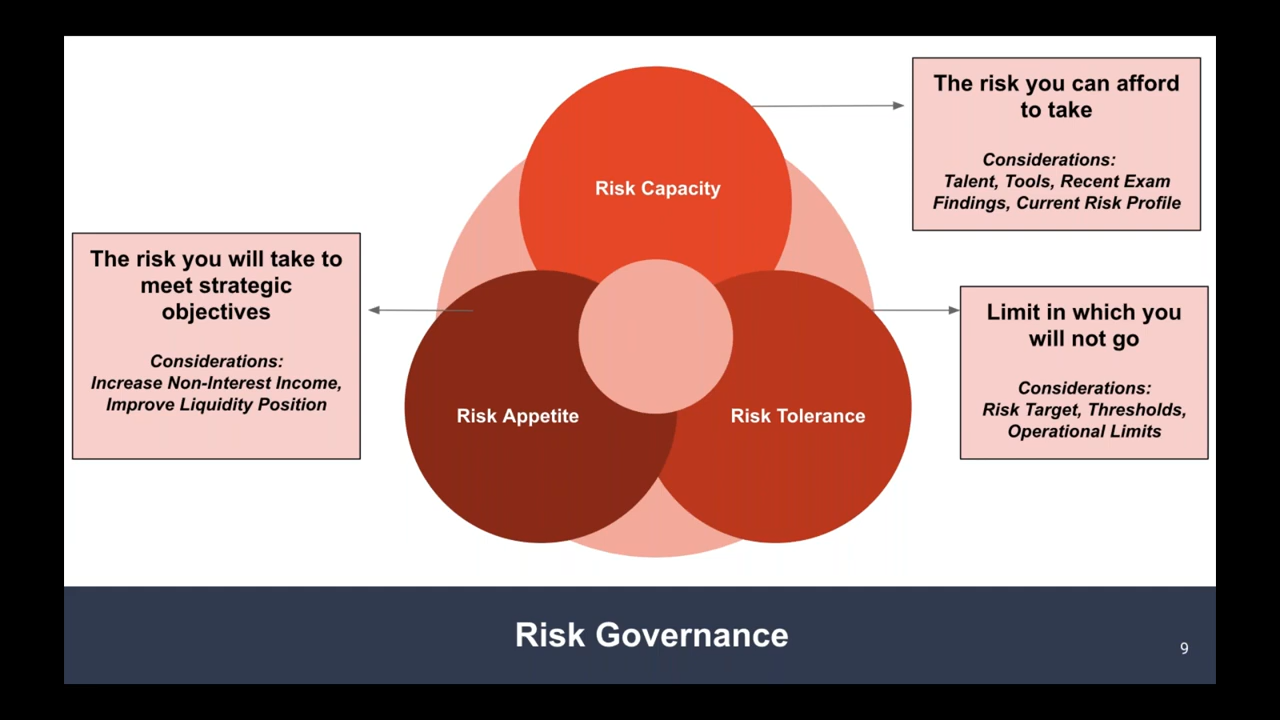 The risk you can afford
to take
Considerations:
Talent, Tools, Recent Exam
Findings, Current Risk Profile
Risk Capacity
The risk you will take to
meet strategic
objectives
Considerations:
Increase Non-Interest Income,
Improve Liquidity Position
Limit in which you
will not go
Considerations:
Risk Target, Thresholds,
Operational Limits
Risk Appetite
Risk Tolerance
Risk Governance
9